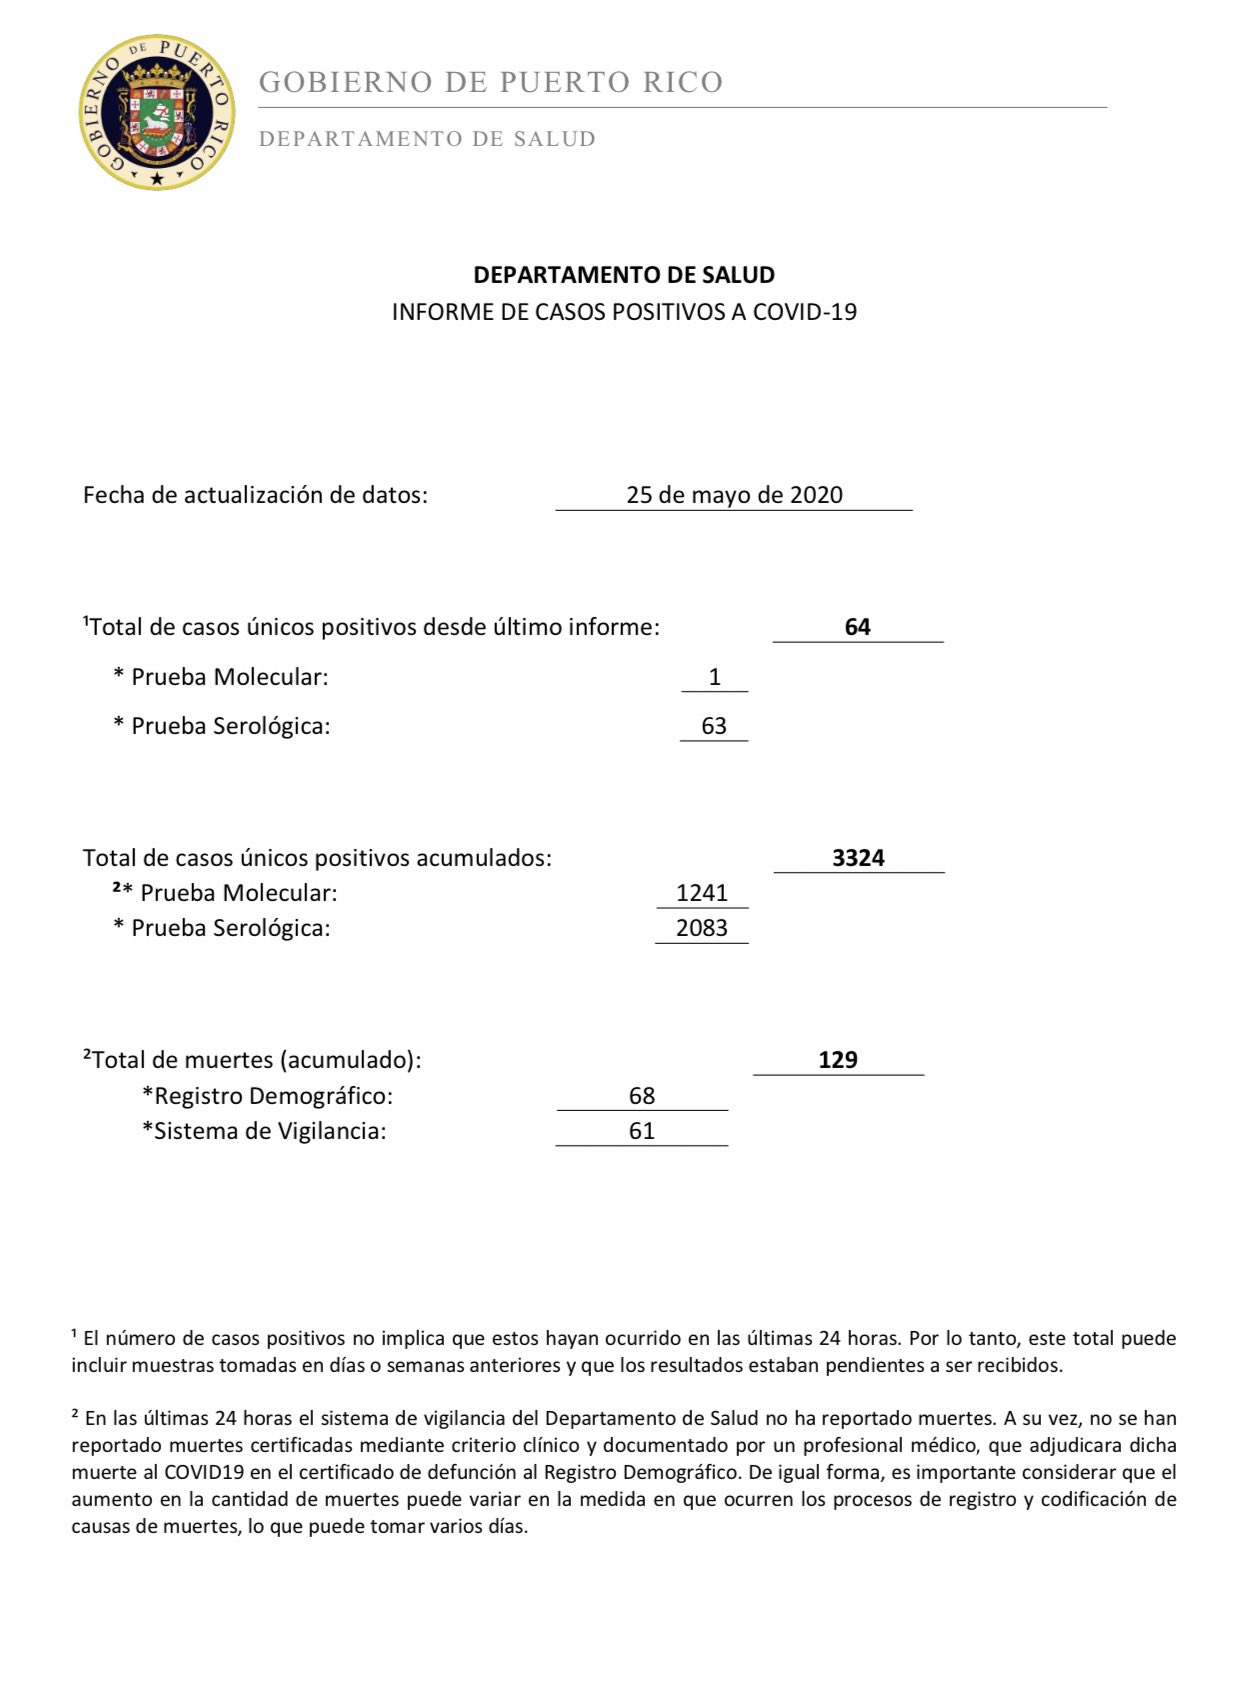 GOBIERNO DE PUERTO RICO
GOBIERNO DE PUERTO RICO
DEPARTAMENTO DE SALUD
DEPARTAMENTO DE SALUD
INFORME DE CASOS POSITIVOS A COVID-19
Fecha de actualización de datos: 25 de mayo de 2020
¹Total de casos únicos positivos desde último informe: 64
* Prueba Molecular: 1
* Prueba Serológica: 63
Total de casos únicos positivos acumulados: 3324
²* Prueba Molecular: 1241
* Prueba Serológica: 2083
²Total de muertes (acumulado): 129
*Registro Demográfico: 68
*Sistema de Vigilancia: 61
¹ El número de casos positivos no implica que estos hayan ocurrido en las últimas 24 horas. Por lo tanto, este total puede
incluir muestras tomadas en días o semanas anteriores y que los resultados estaban pendientes a ser recibidos.
² En las últimas 24 horas el sistema de vigilancia del Departamento de Salud no ha reportado muertes. A su vez, no se han
reportado muertes certificadas mediante criterio clínico y documentado por un profesional médico, que adjudicara dicha
muerte al COVID19 en el certificado de defunción al Registro Demográfico. De igual forma, es importante considerar que el
aumento en la cantidad de muertes puede variar en la medida en que ocurren los procesos de registro y codificación de
causas de muertes, lo que puede tomar varios días.